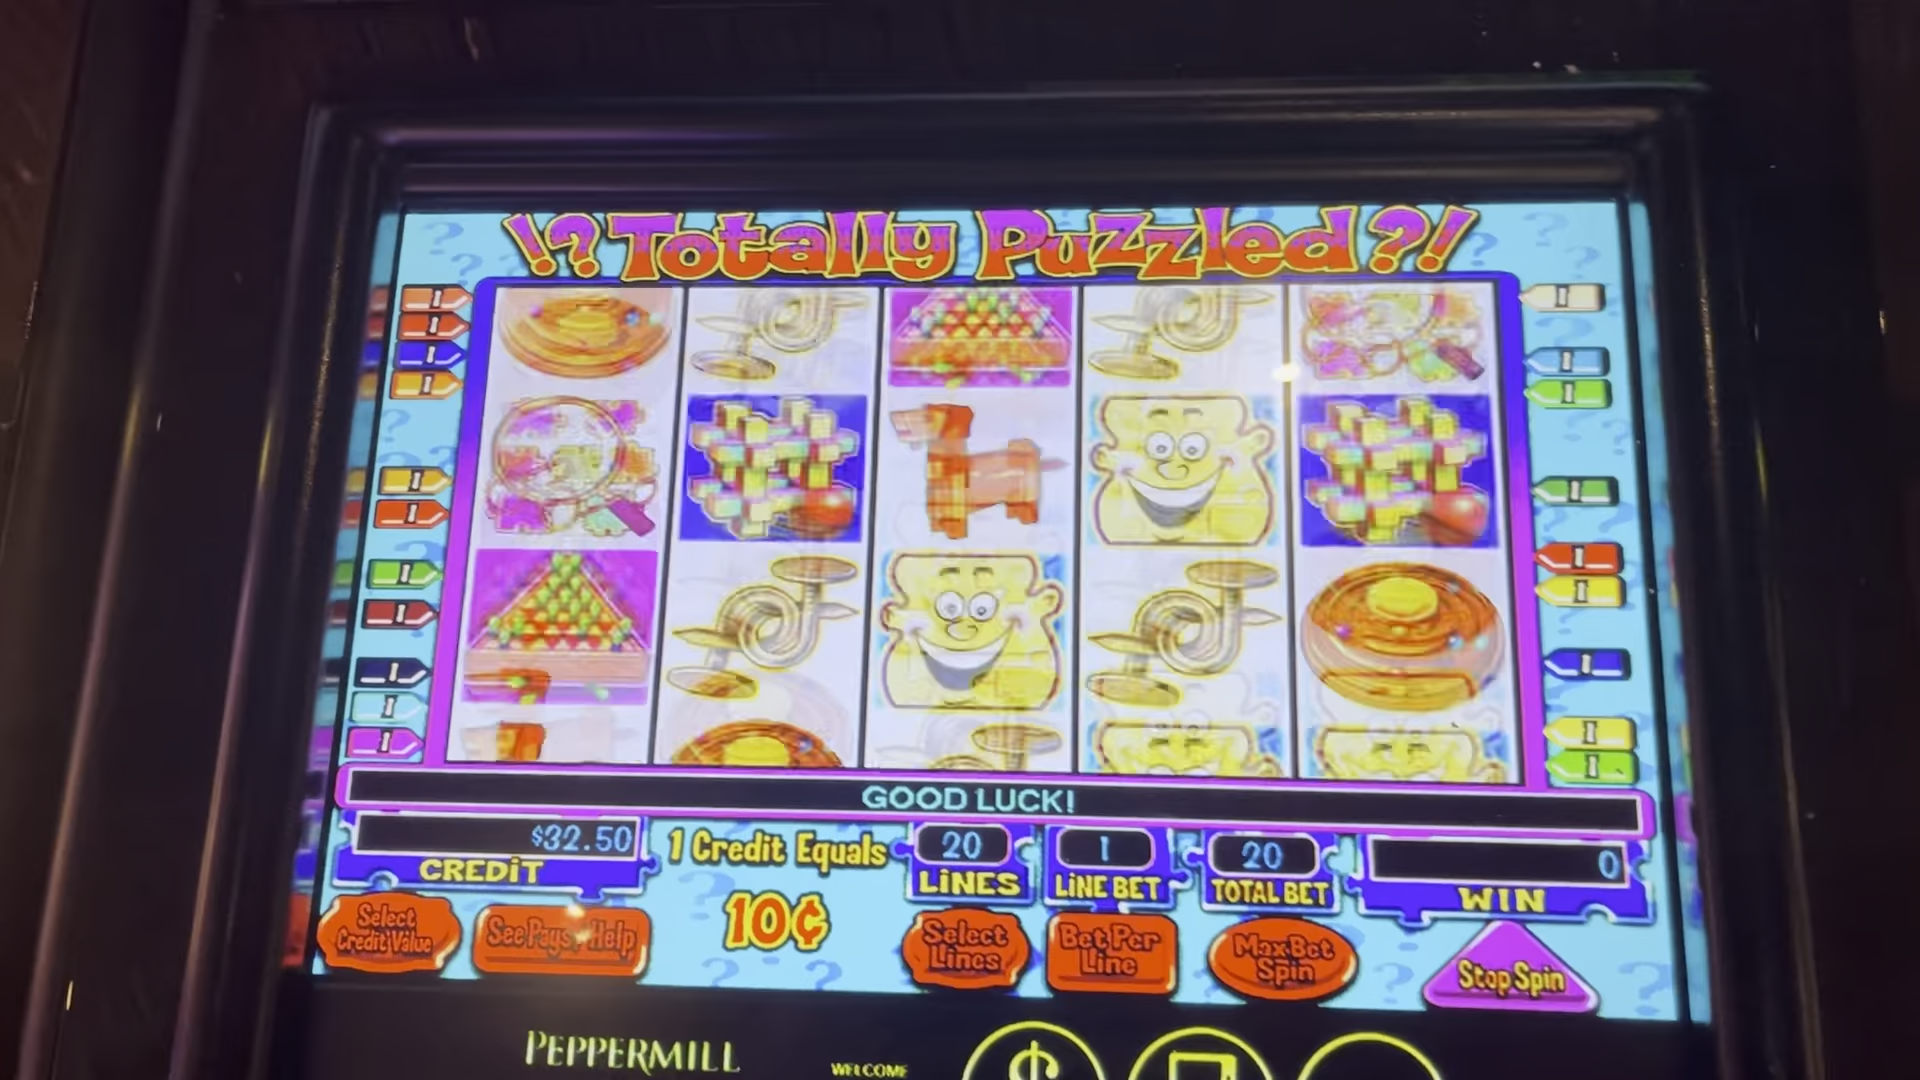 !? Totally Puzzled ?!
GOOD LUCK!
$32.50
CREDIT
1 Credit Equals
10¢
20
LINES
1
LINE BET
20
TOTAL BET
0
WIN
Select
Credit Value
See Pays / Help
Select
Lines
Bet Per
Line
Max Bet
Spin
Stop Spin
PEPPERMILL
WELCOME
$